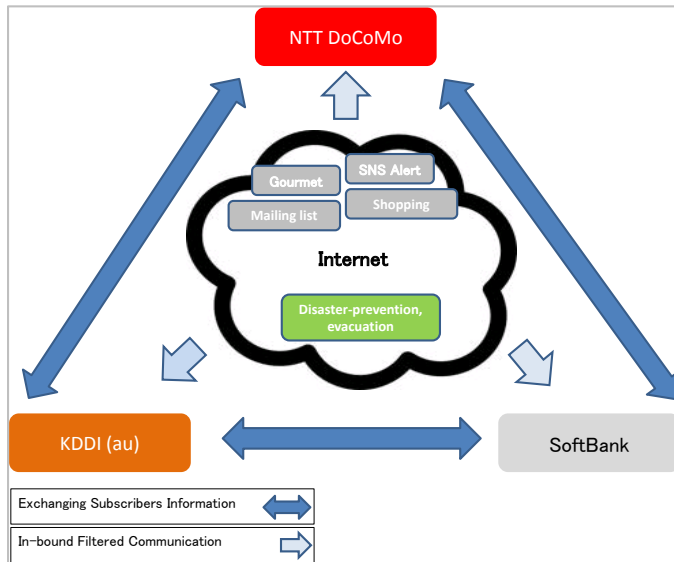 NTT DoCoMo
Gourmet
SNS Alert
Mailing list
Shopping
Internet
Disaster-prevention,
evacuation
KDDI (au)
SoftBank
Exchanging Subscribers Information
In-bound Filtered Communication